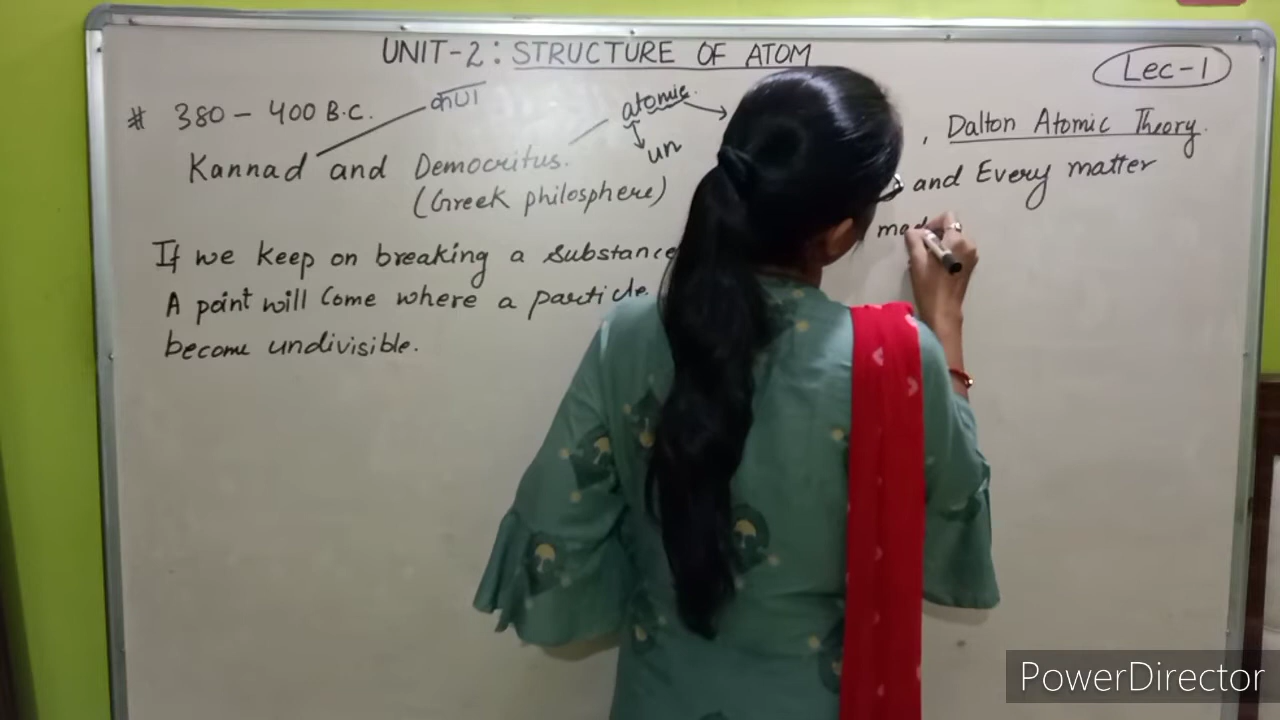 UNIT-2: STRUCTURE OF ATOM
Lec-1
# 380 - 400 B.C.
कण
Kannad and Democritus.
(Greek philosphere)
atomic.
un
If we keep on breaking a substance
A point will Come where a particle.
become undivisible.
, Dalton Atomic Theory.
and Every matter
PowerDirector